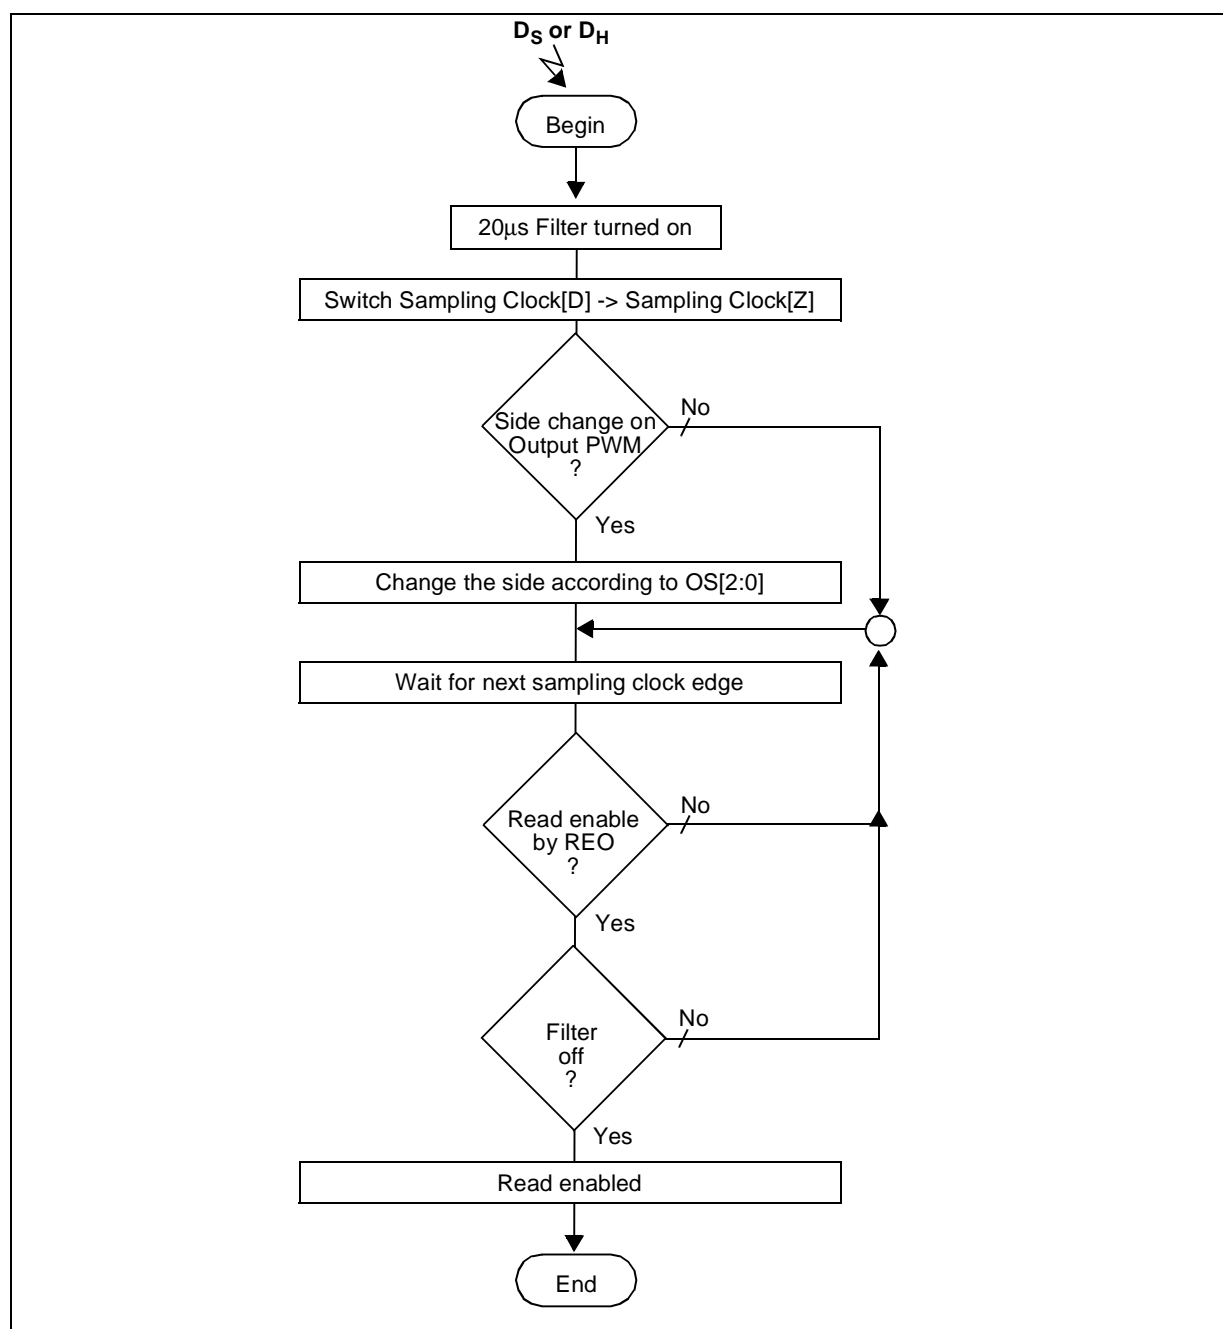 D_S or D_H
Begin
20μs Filter turned on
Switch Sampling Clock[D] -> Sampling Clock[Z]
Side change on
Output PWM
?
No
Yes
Change the side according to OS[2:0]
Wait for next sampling clock edge
Read enable
by REO
?
No
Yes
Filter
off
?
No
Yes
Read enabled
End